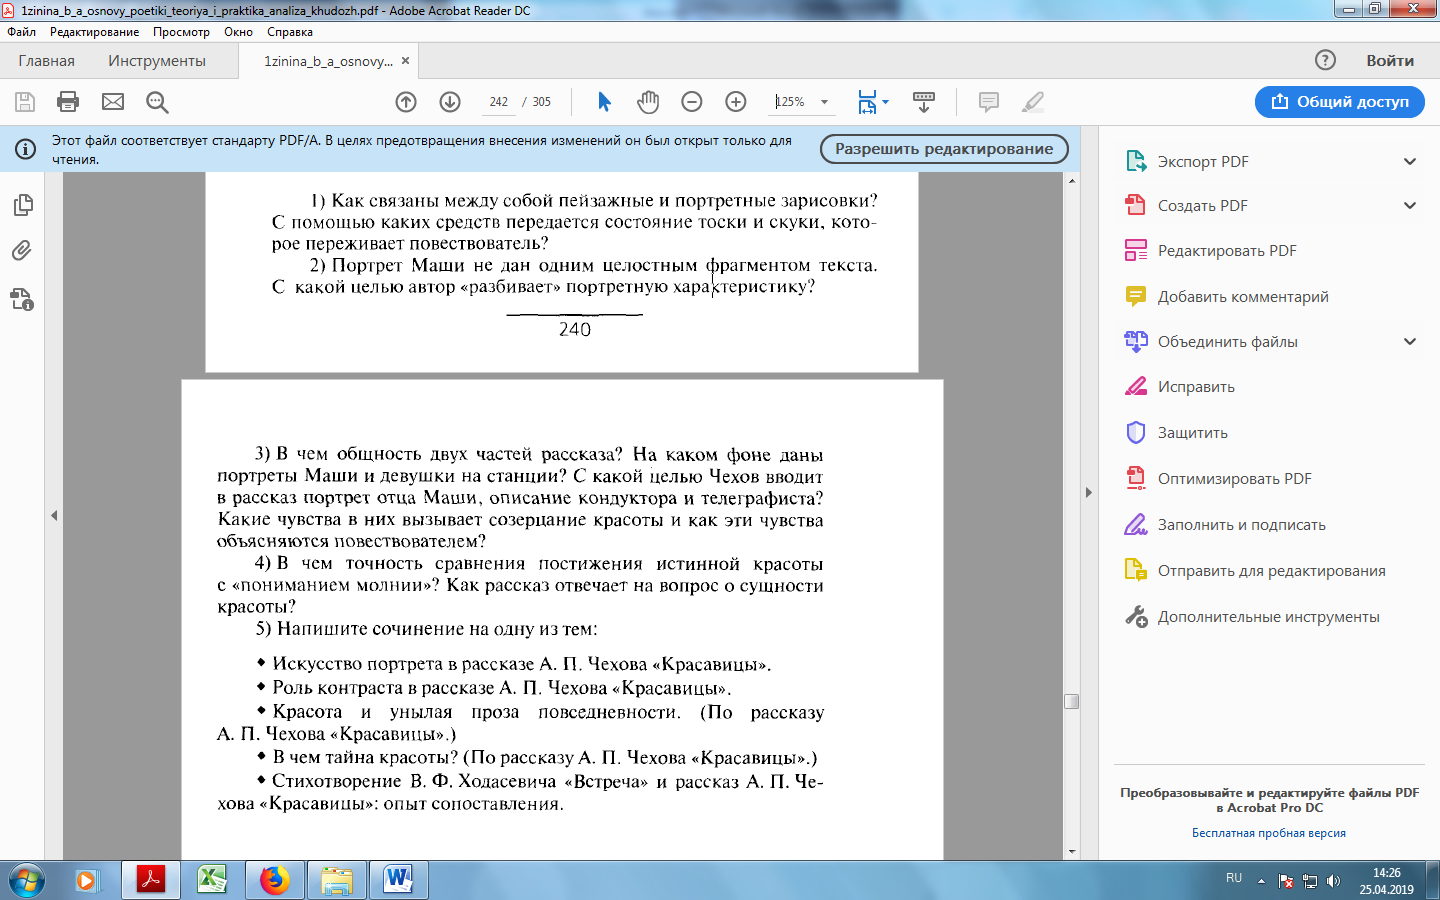 1zinina_b_a_osnovy_poetiki_teoriya_i_praktika_analiza_khudozh.pdf - Adobe Acrobat Reader DC
Файл Редактирование Просмотр Окно Справка
Главная Инструменты 1zinina_b_a_osnovy... × Войти
242 / 305 125% Общий доступ
Этот файл соответствует стандарту PDF/A. В целях предотвращения внесения изменений он был открыт только для
чтения.
Разрешить редактирование
1) Как связаны между собой пейзажные и портретные зарисовки?
С помощью каких средств передается состояние тоски и скуки, кото-
рое переживает повествователь?
2) Портрет Маши не дан одним целостным фрагментом текста.
С какой целью автор «разбивает» портретную характеристику?
240
3) В чем общность двух частей рассказа? На каком фоне даны
портреты Маши и девушки на станции? С какой целью Чехов вводит
в рассказ портрет отца Маши, описание кондуктора и телеграфиста?
Какие чувства в них вызывает созерцание красоты и как эти чувства
объясняются повествователем?
4) В чем точность сравнения постижения истинной красоты
с «пониманием молнии»? Как рассказ отвечает на вопрос о сущности
красоты?
5) Напишите сочинение на одну из тем:
• Искусство портрета в рассказе А. П. Чехова «Красавицы».
• Роль контраста в рассказе А. П. Чехова «Красавицы».
• Красота и унылая проза повседневности. (По рассказу
А. П. Чехова «Красавицы».)
• В чем тайна красоты? (По рассказу А. П. Чехова «Красавицы».)
• Стихотворение В. Ф. Ходасевича «Встреча» и рассказ А. П. Че-
хова «Красавицы»: опыт сопоставления.
Экспорт PDF
Создать PDF
Редактировать PDF
Добавить комментарий
Объединить файлы
Исправить
Защитить
Оптимизировать PDF
Заполнить и подписать
Отправить для редактирования
Дополнительные инструменты
Преобразовывайте и редактируйте файлы PDF
в Acrobat Pro DC
Бесплатная пробная версия
RU
14:26
25.04.2019